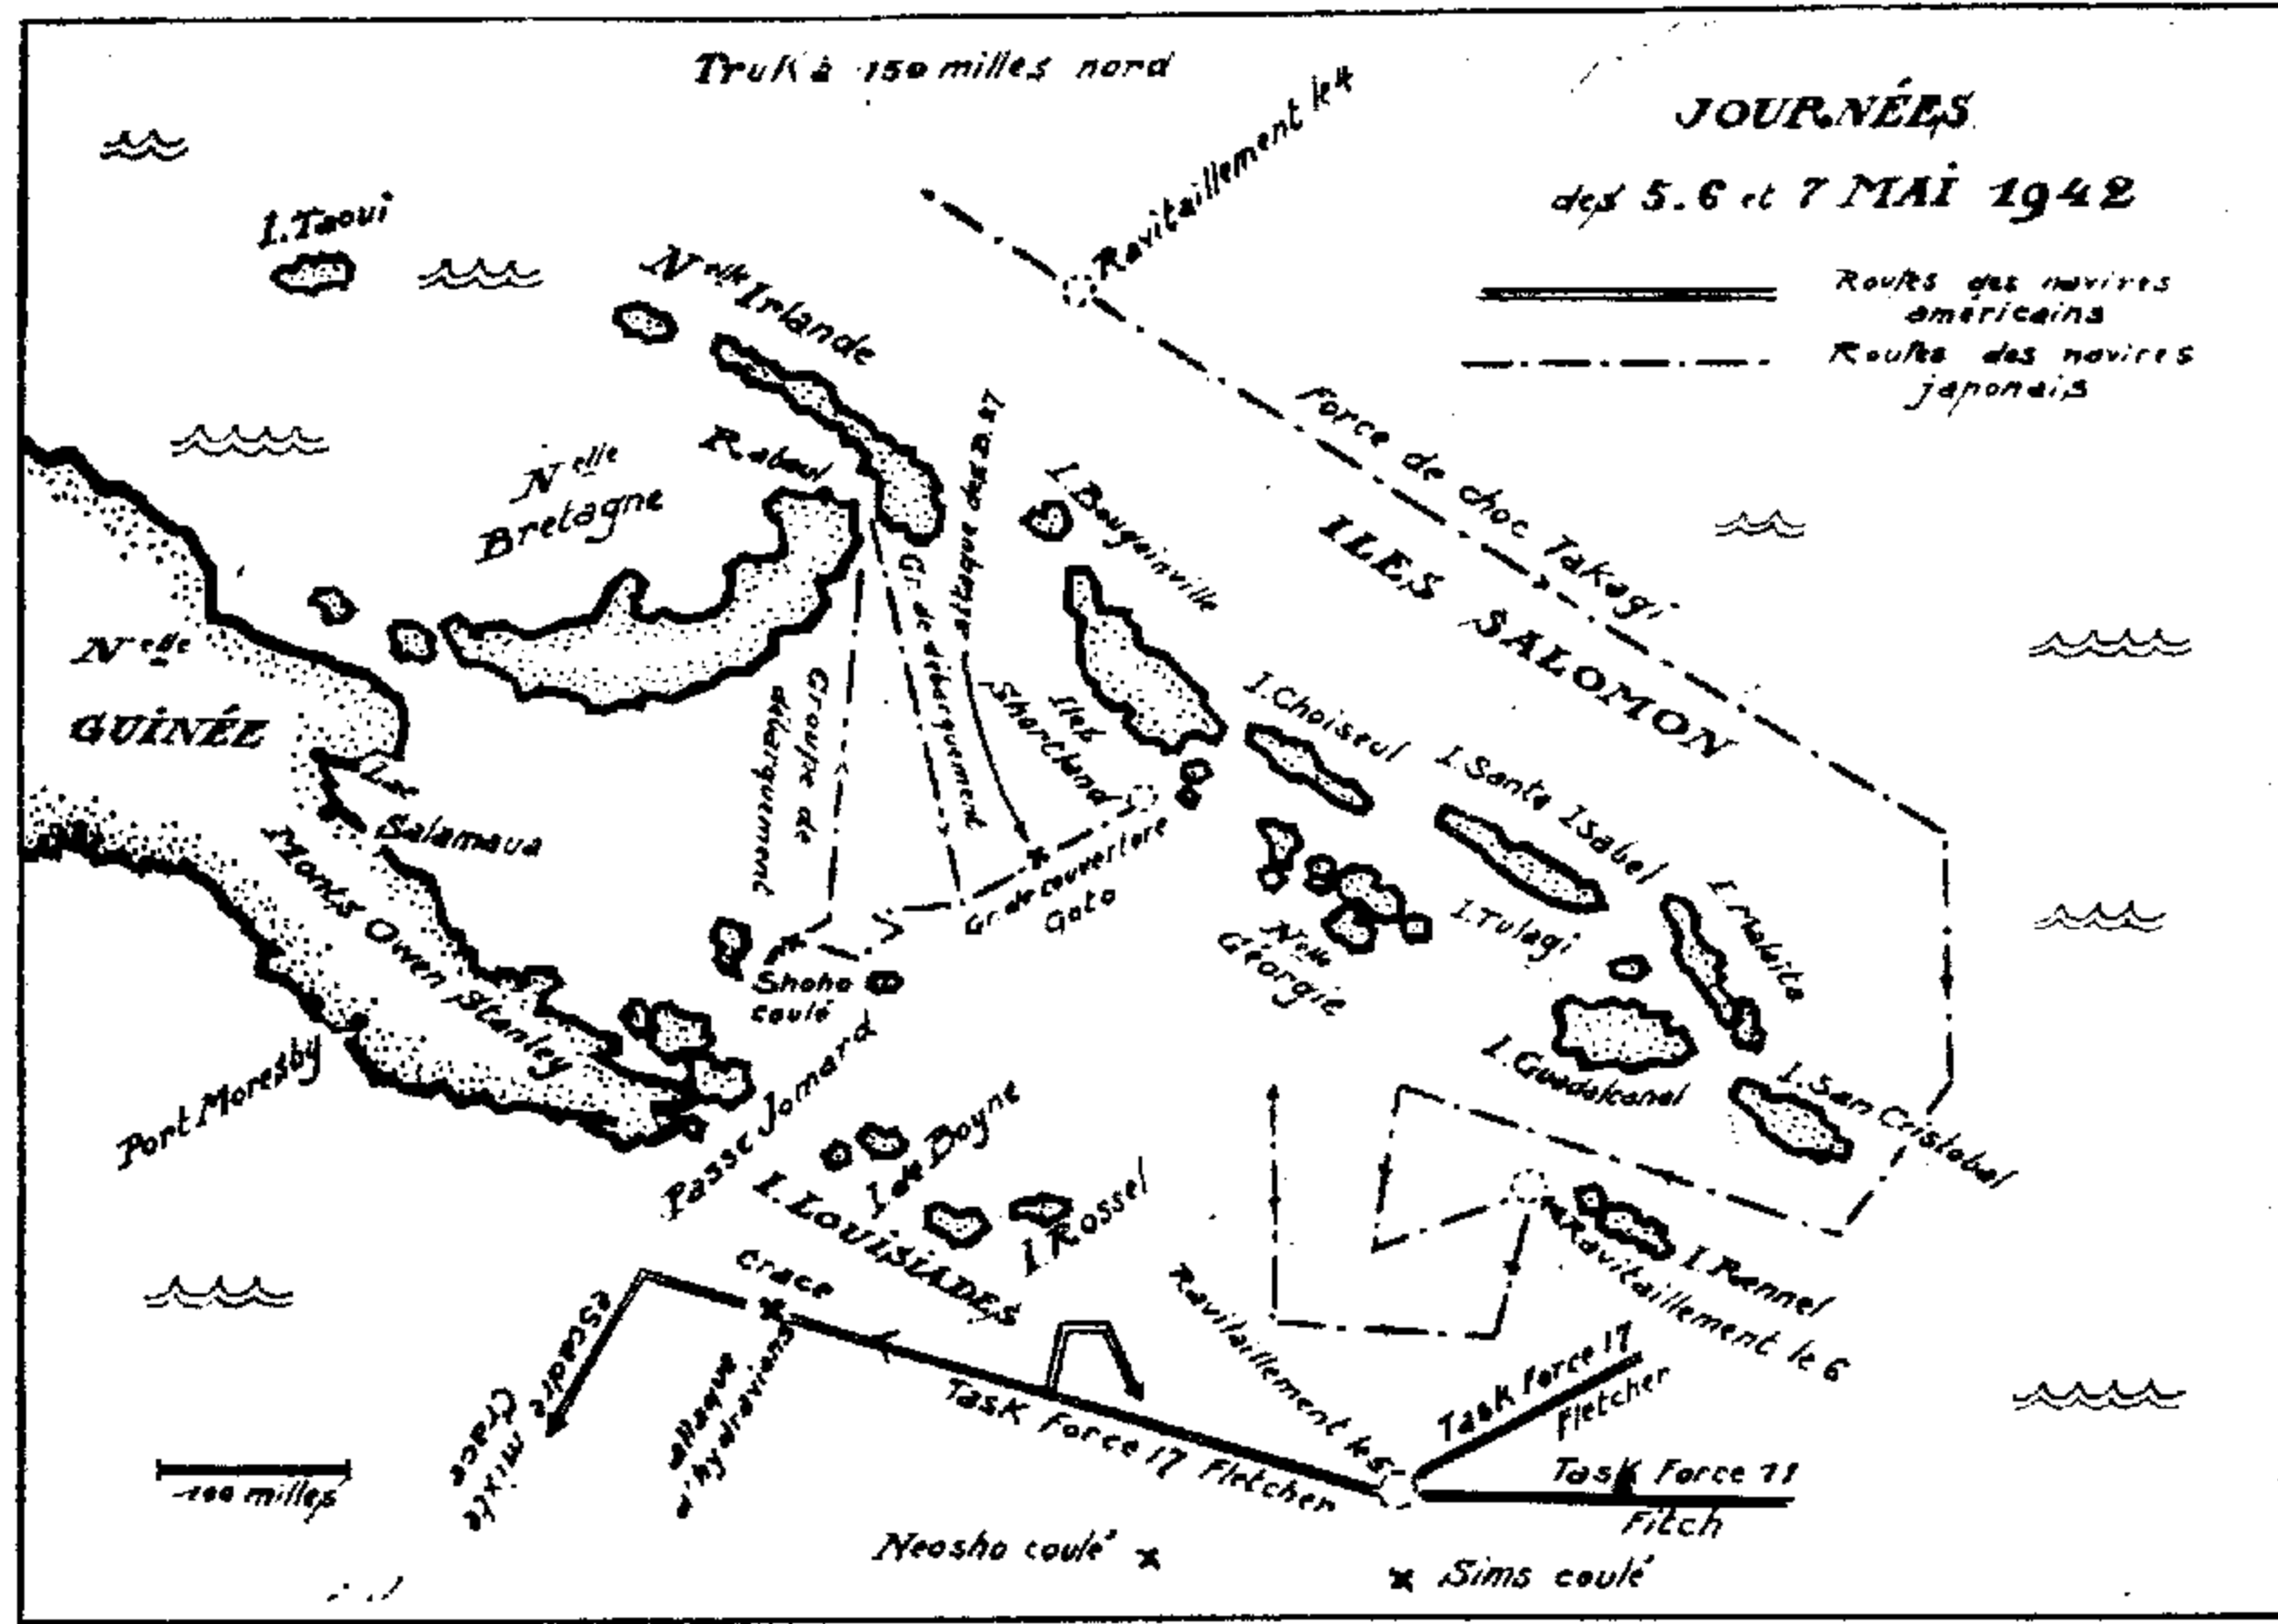 Truk à 150 milles nord
JOURNÉES
des 5.6 et 7 MAI 1942
Routes des navires
américains
Routes des navires
japonais
Ravitaillement le
I. Taoui
Nelle Irlande
Rabaul
Nelle
Bretagne
attaque des
I. Bougainville
Force de choc Takagi
ILES SALOMON
Nelle
GUINÉE
Lae
Salamaua
Monts Owen Stanley
Port Moresby
Groupe de
débarquement
Gr. de débarquement
Iles
Shortland
Gr. de couverture
Goto
I. Choiseul
I. Santa Isabel
I. Tulagi
I. Malaita
Nelle
Géorgie
I. Guadalcanal
I. San Cristobal
I. Rennel
Ravitaillement le 6
Shoho
coulé
Passe Jomard
I. Boyne
I. LOUISIADES
I. Rossel
Crace
escadre mixte
Crace
attaque
hydravions
Task Force 17 Fletcher
Ravitaillement le 5
Task Force 17
Fletcher
Task Force 11
Fitch
100 milles
Neosho coulé
Sims coulé